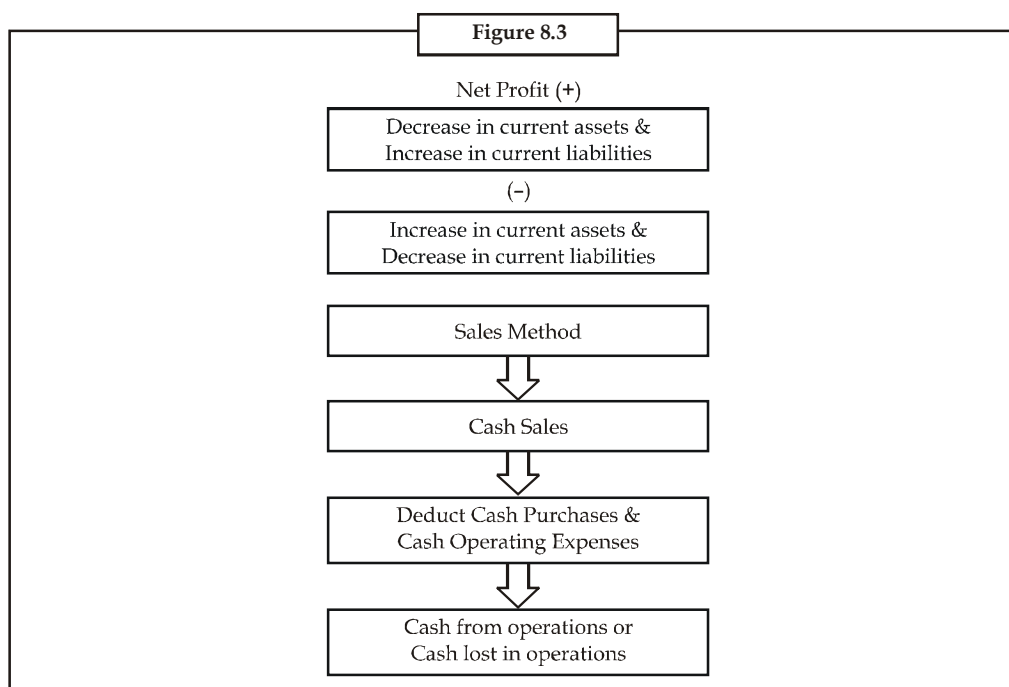 Figure 8.3
Net Profit (+)
Decrease in current assets &
Increase in current liabilities
(–)
Increase in current assets &
Decrease in current liabilities
Sales Method
Cash Sales
Deduct Cash Purchases &
Cash Operating Expenses
Cash from operations or
Cash lost in operations